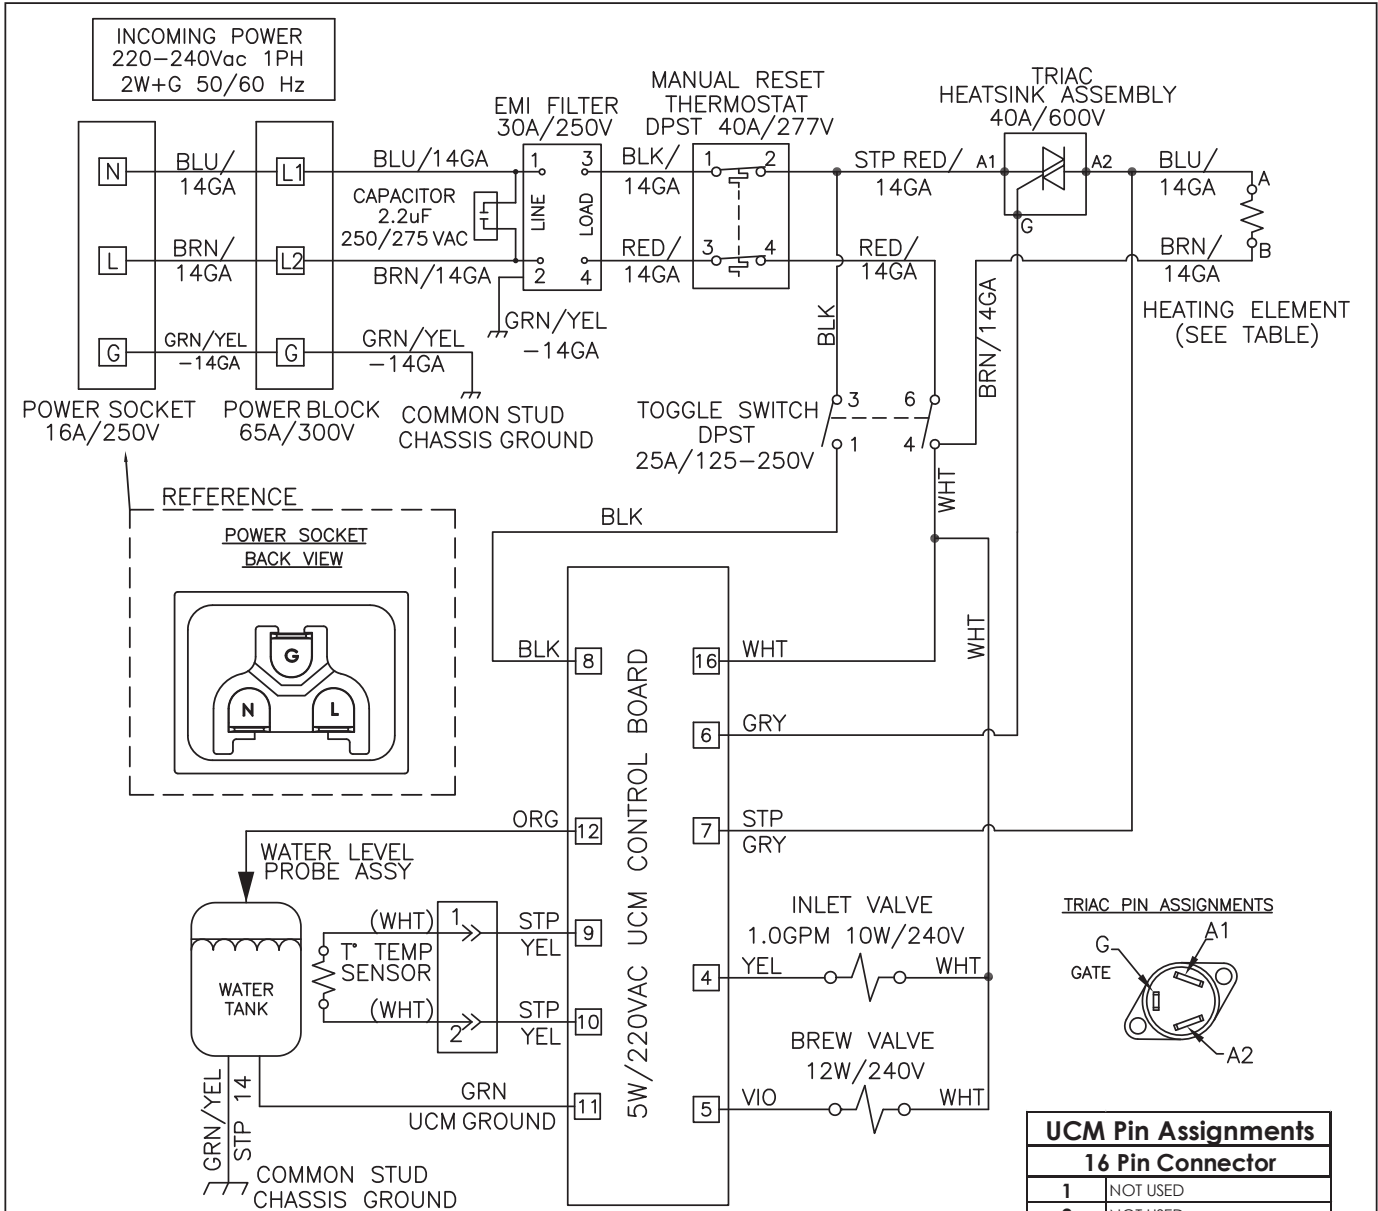 INCOMING POWER
220-240Vac 1PH
2W+G 50/60 Hz
EMI FILTER
30A/250V
MANUAL RESET
THERMOSTAT
DPST 40A/277V
TRIAC
HEATSINK ASSEMBLY
40A/600V
N
BLU/
14GA
L1
BLU/14GA
1
3
BLK/
14GA
1
2
STP RED/
14GA
A1
A2
BLU/
14GA
A
CAPACITOR
2.2uF
250/275 VAC
LINE
LOAD
G
L
BRN/
14GA
L2
BRN/14GA
2
4
RED/
14GA
3
4
RED/
14GA
BRN/
14GA
B
GRN/YEL
-14GA
BLK
BRN/14GA
HEATING ELEMENT
(SEE TABLE)
G
GRN/YEL
-14GA
G
GRN/YEL
-14GA
POWER SOCKET
16A/250V
POWER BLOCK
65A/300V
COMMON STUD
CHASSIS GROUND
TOGGLE SWITCH
DPST
25A/125-250V
3
1
6
4
WHT
REFERENCE
POWER SOCKET
BACK VIEW
G
N
L
BLK
BLK
8
16
WHT
WHT
6
GRY
5W/220VAC UCM CONTROL BOARD
ORG
12
7
STP
GRY
WATER LEVEL
PROBE ASSY
(WHT)
1
STP
YEL
9
T° TEMP
SENSOR
WATER
TANK
(WHT)
2
STP
YEL
10
INLET VALVE
1.0GPM 10W/240V
4
YEL
WHT
BREW VALVE
12W/240V
5
VIO
WHT
GRN
UCM GROUND
11
GRN/YEL
STP 14
COMMON STUD
CHASSIS GROUND
TRIAC PIN ASSIGNMENTS
G
GATE
A1
A2
UCM Pin Assignments
16 Pin Connector
1 NOT USED